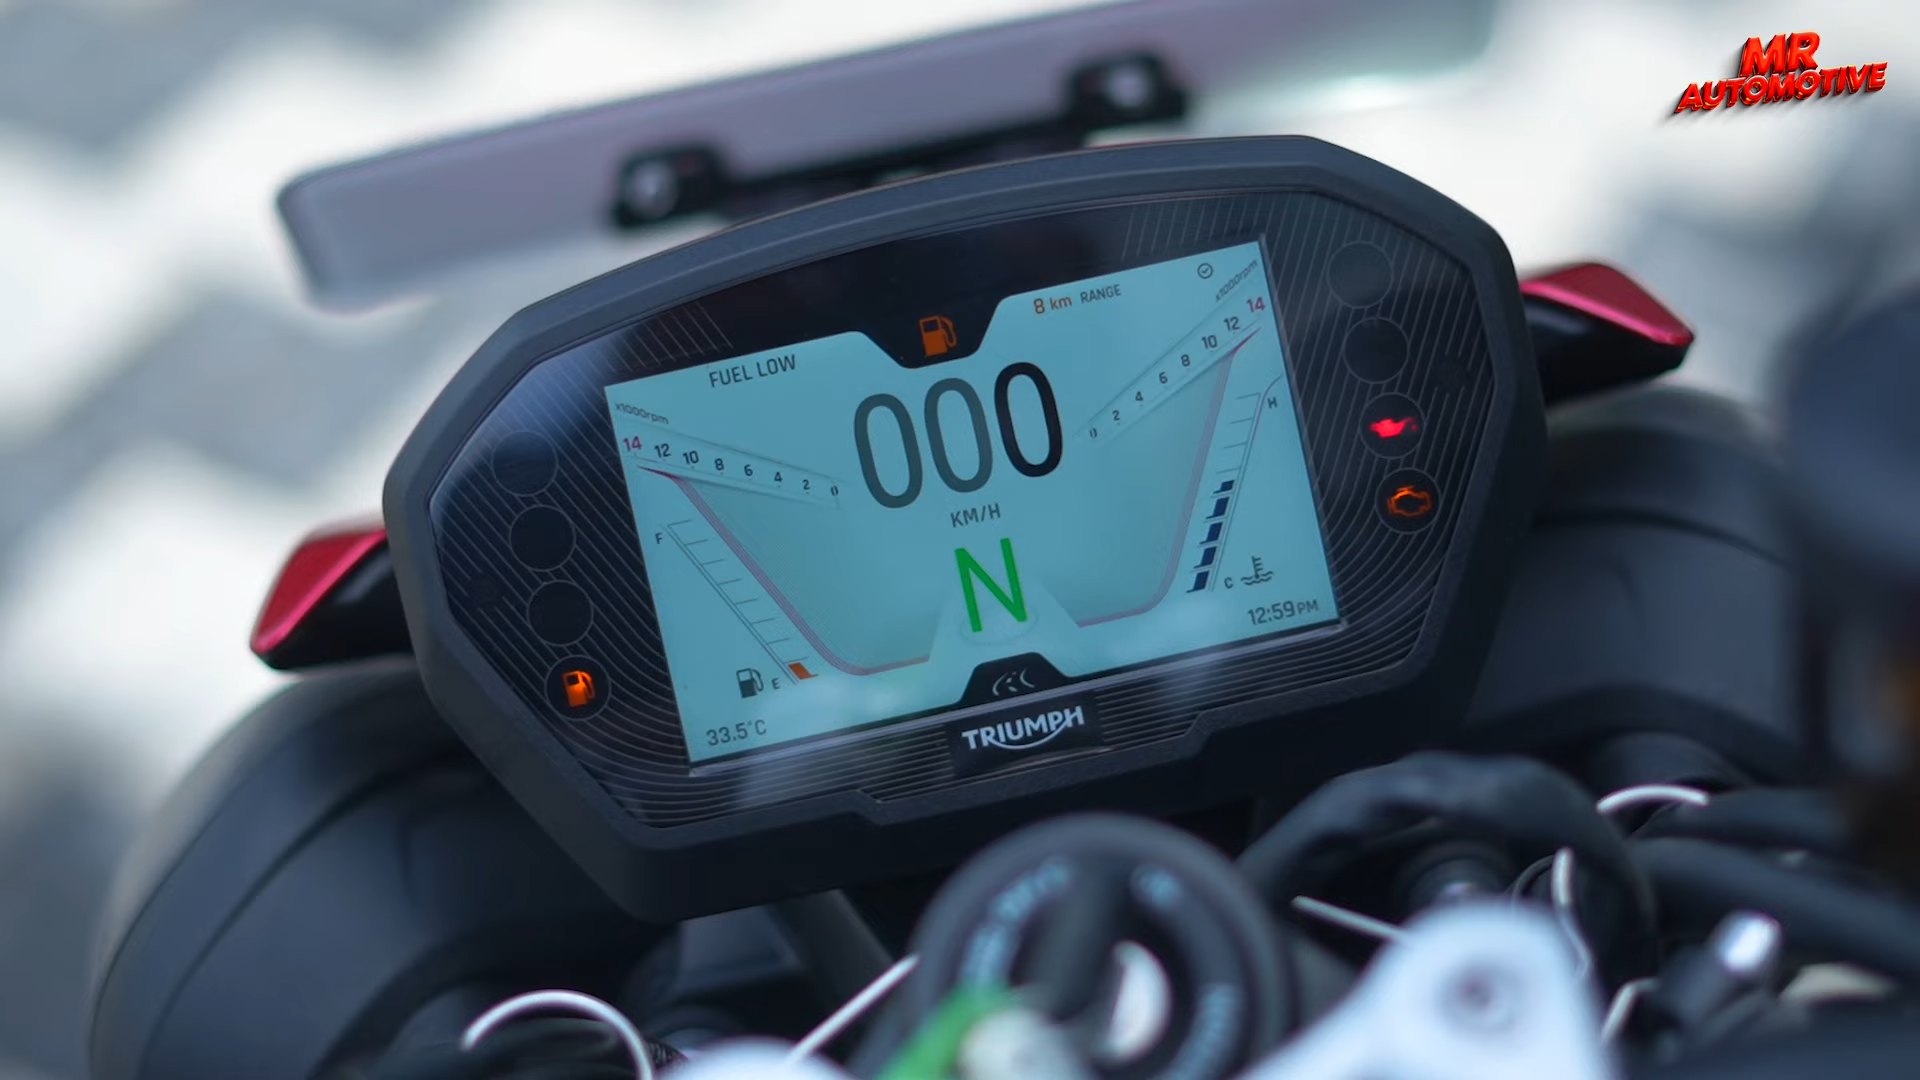 MR
AUTOMOTIVE
8 km RANGE
FUEL LOW
x1000rpm
14 12 10 8 6 4 2 0
000
KM/H
0 2 4 6 8 10 12 14
x1000rpm
F
E
H
C
N
33.5°C
12:59 PM
TRIUMPH